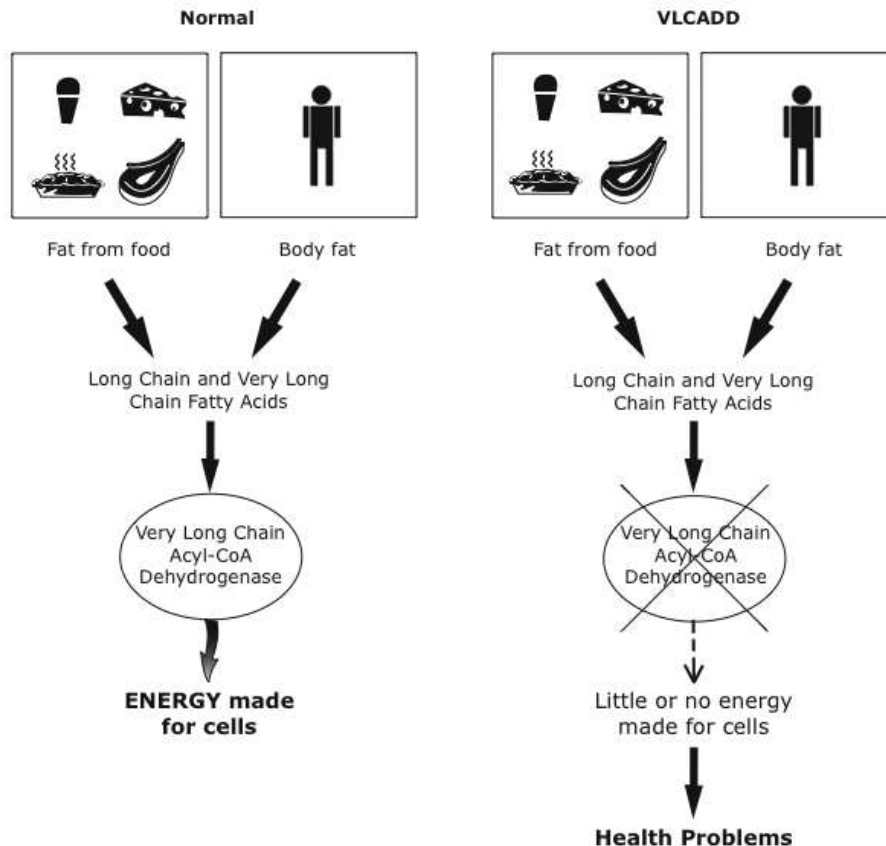 Normal
Fat from food
Body fat
Long Chain and Very Long
Chain Fatty Acids
Very Long Chain
Acyl-CoA
Dehydrogenase
ENERGY made
for cells
VLCADD
Fat from food
Body fat
Long Chain and Very Long
Chain Fatty Acids
Very Long Chain
Acyl-CoA
Dehydrogenase
Little or no energy
made for cells
Health Problems